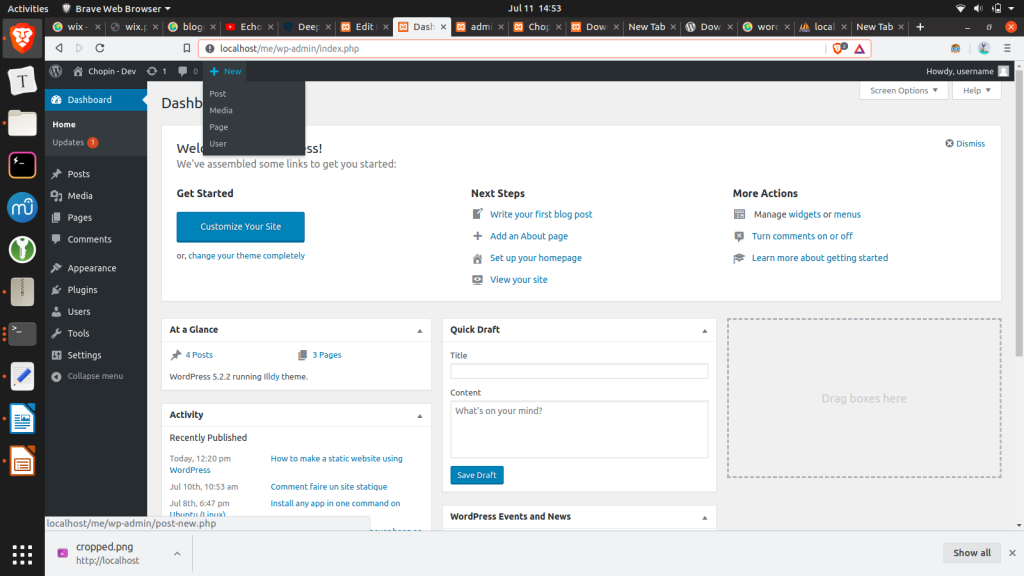 Activities
Brave Web Browser
Jul 11 14:53
wix -
wix.p
blog
Echo
Deep
Edit
Dash
admi
Cho
Dow
New Tab
Dow
wor
local
New Tab
localhost/me/wp-admin/index.php
Chopin - Dev
1
0
New
Howdy, username
Post
Media
Page
User
Dashboard
Home
Updates 1
Posts
Media
Pages
Comments
Appearance
Plugins
Users
Tools
Settings
Collapse menu
Screen Options
Help
Dashb
Welc
ess!
We've assembled some links to get you started:
Dismiss
Get Started
Customize Your Site
or, change your theme completely
Next Steps
Write your first blog post
Add an About page
Set up your homepage
View your site
More Actions
Manage widgets or menus
Turn comments on or off
Learn more about getting started
At a Glance
4 Posts
3 Pages
WordPress 5.2.2 running Illdy theme.
Activity
Recently Published
Today, 12:20 pm
How to make a static website using
WordPress
Jul 10th, 10:53 am
Comment faire un site statique
Jul 8th, 6:47 pm
Install any app in one command on
Ubuntu (Linux)
Quick Draft
Title
Content
What's on your mind?
Save Draft
WordPress Events and News
Drag boxes here
localhost/me/wp-admin/post-new.php
cropped.png
http://localhost
Show all